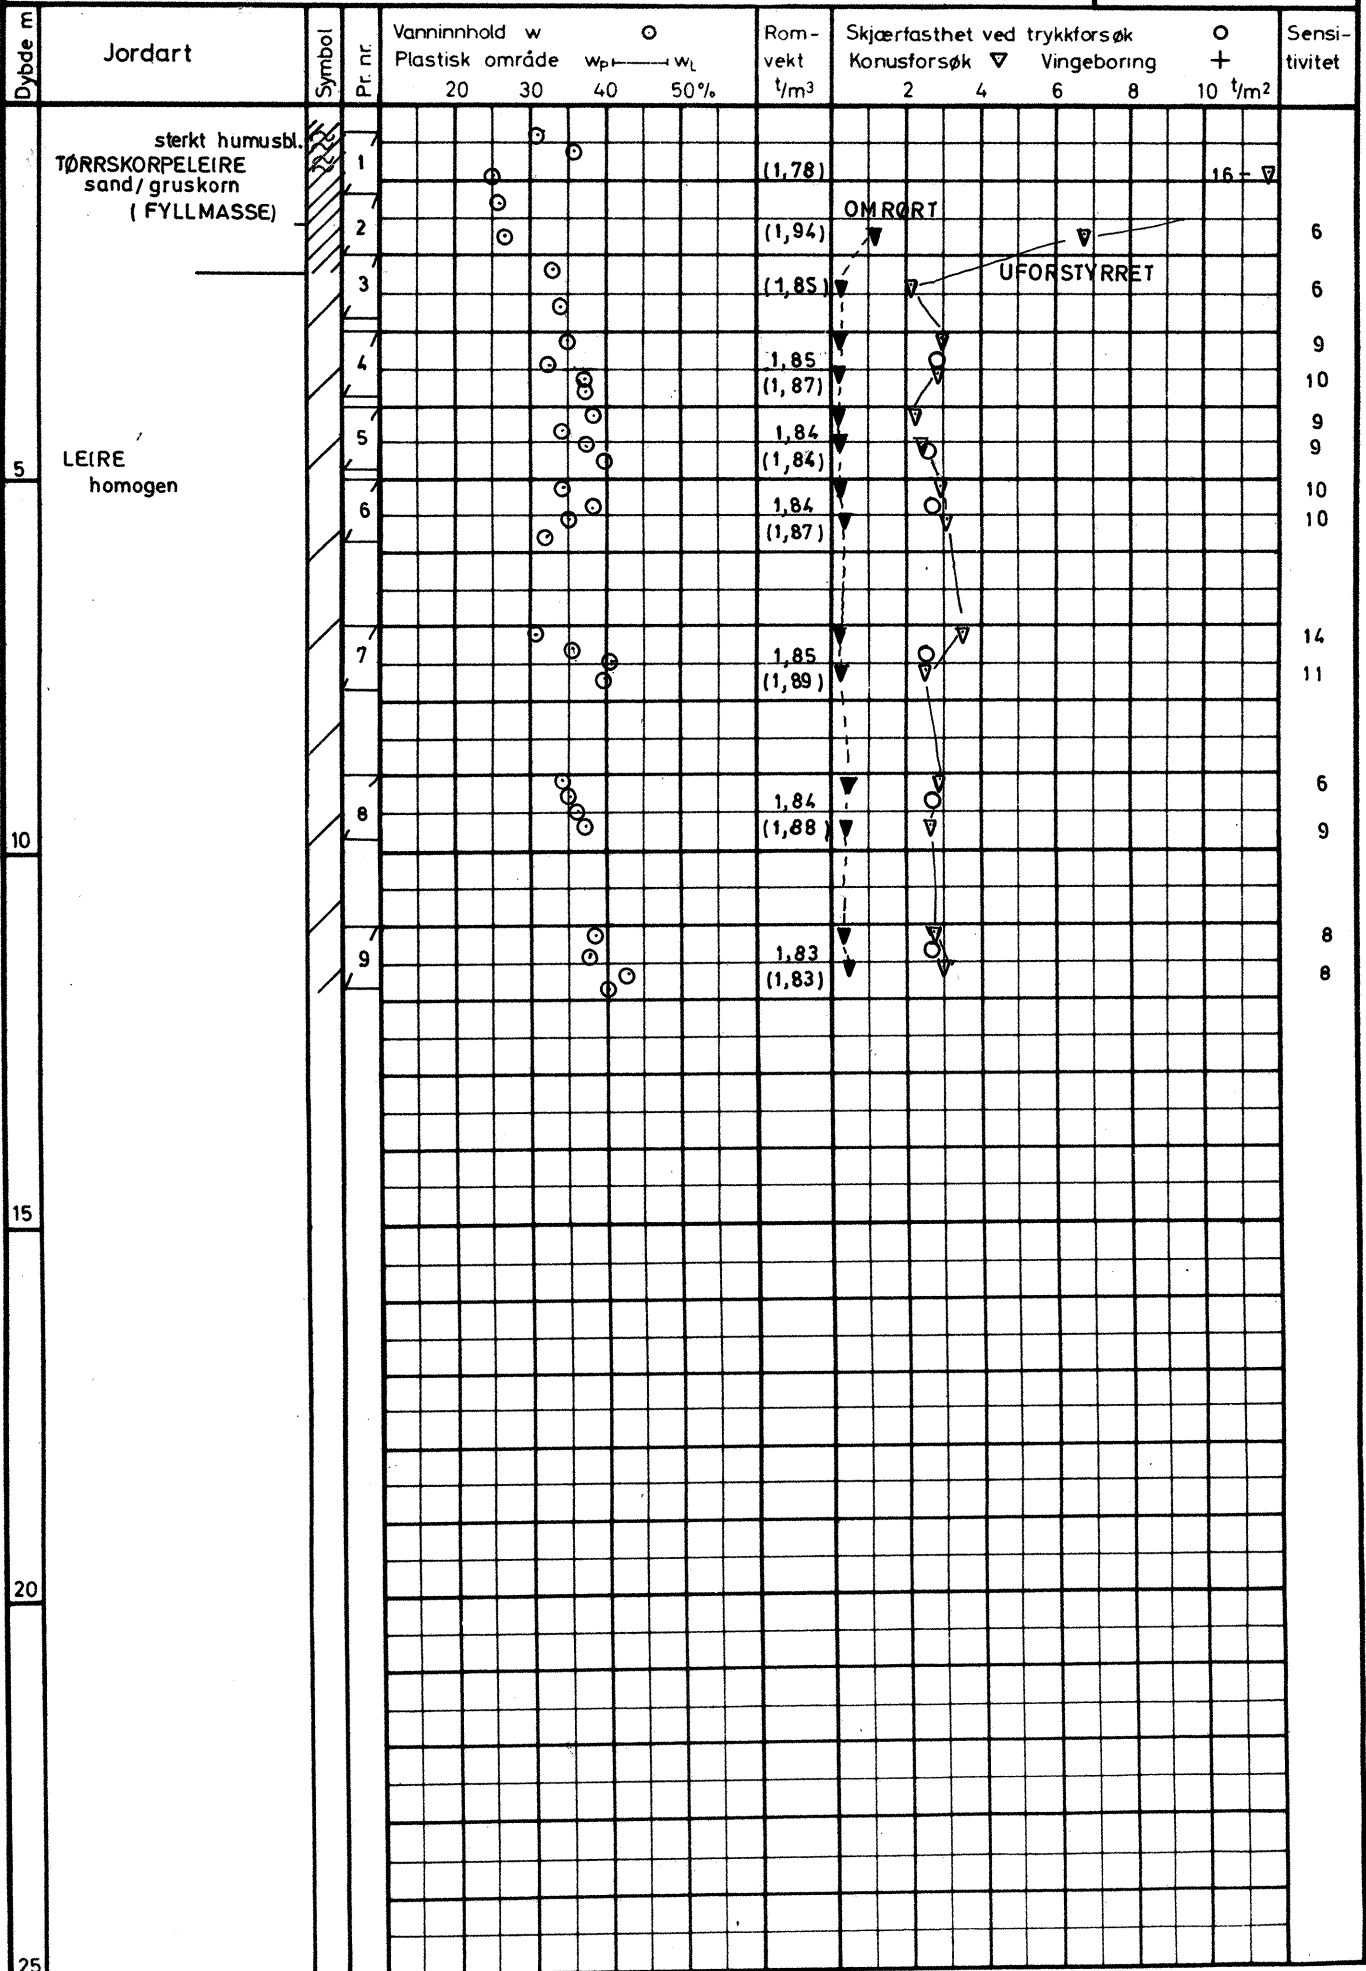 Dybde m
Jordart
Symbol
Pr. nr.
Vanninnhold w
Plastisk område wP wL
20 30 40 50%
Rom-
vekt
t/m³
Skjærfasthet ved trykkforsøk
Konusforsøk Vingeboring
2 4 6 8 10 t/m²
Sensi-
tivitet
sterkt humusbl.
TØRRSKORPELEIRE
sand/gruskorn
(FYLLMASSE)
1 (1,78) 16
OMRØRT
2 (1,94) 6
UFORSTYRRET
3 (1,85) 6
9
4 1,85
(1,87) 10
9
5 1,84
9
(1,84)
LEIRE
homogen
5
10
6 1,84
10
(1,87)
14
7 1,85
(1,89) 11
6
8 1,84
(1,88) 9
10
8
9 1,83
(1,83) 8
15
20
25